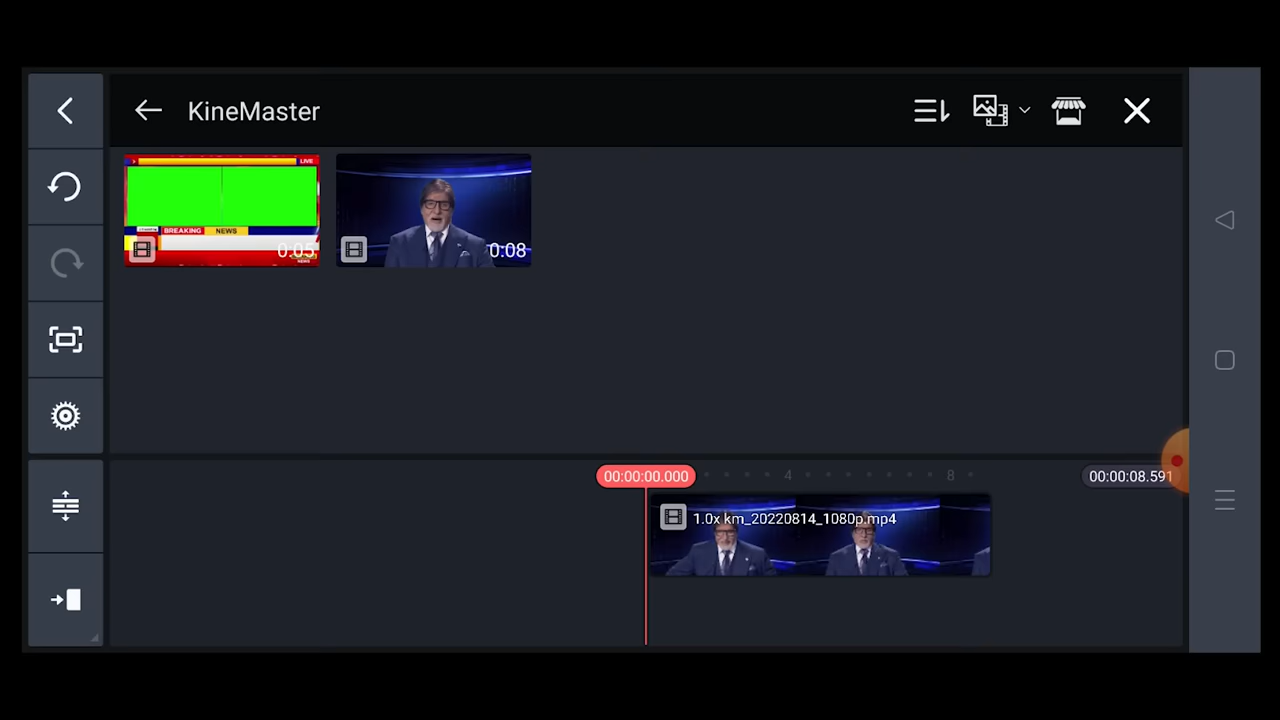 KineMaster
LIVE
BREAKING NEWS
0:05
NEWS
0:08
00:00:00.000
4
8
00:00:08.591
1.0x km_20220814_1080p.mp4